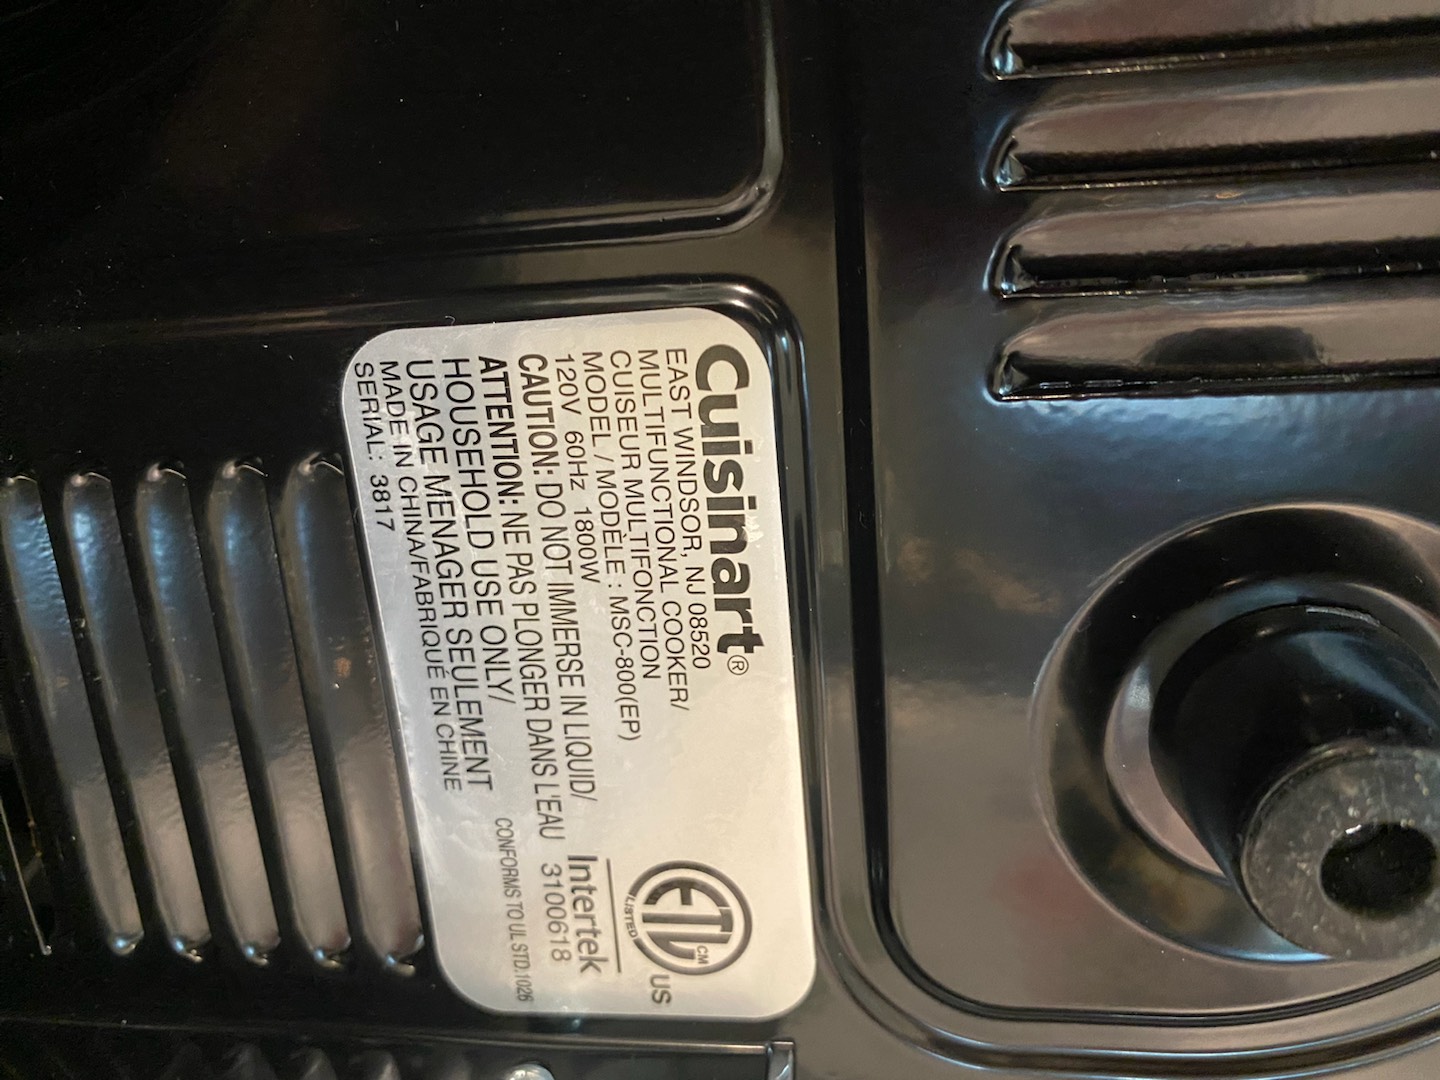 Cuisinart®
EAST WINDSOR, NJ 08520
MULTIFUNCTIONAL COOKER/
CUISEUR MULTIFONCTION
MODEL / MODÈLE : MSC-800(EP)
120V 60Hz 1800W
CAUTION: DO NOT IMMERSE IN LIQUID/
ATTENTION: NE PAS PLONGER DANS L'EAU
HOUSEHOLD USE ONLY/
USAGE MENAGER SEULEMENT
MADE IN CHINA/FABRIQUÉ EN CHINE
SERIAL: 3817
ETL CM
LISTED
US
Intertek
3100618
CONFORMS TO UL STD.1026